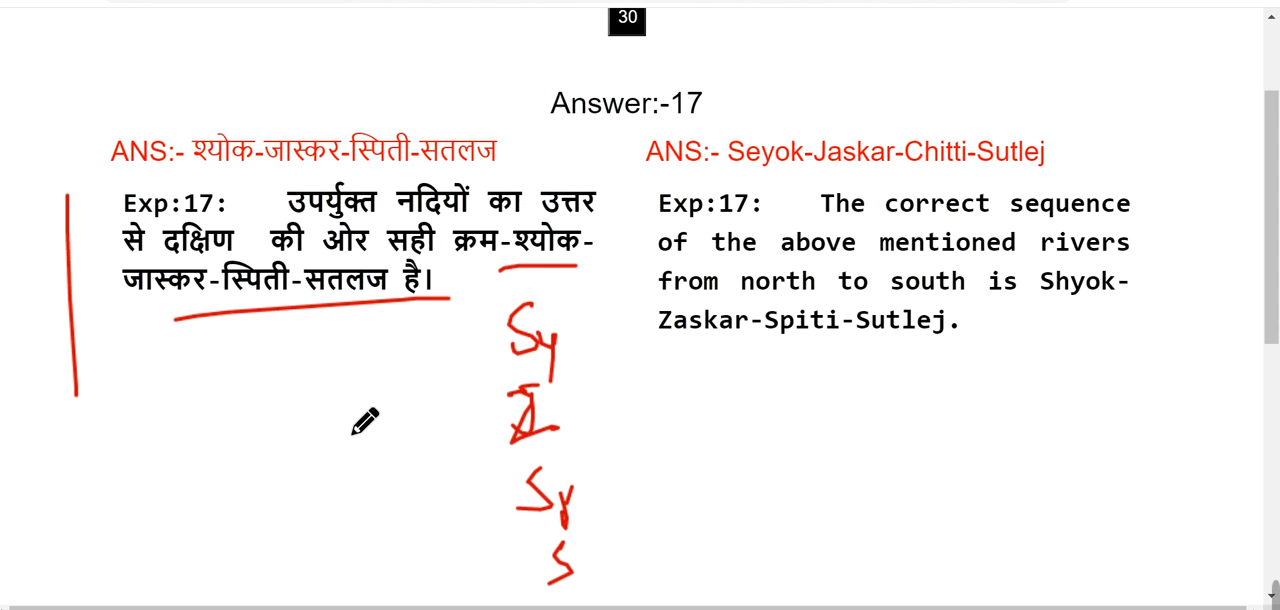 30
Answer:-17
ANS:- श्योक-जास्कर-स्पिती-सतलज
Exp:17: उपर्युक्त नदियों का उत्तर
से दक्षिण की ओर सही क्रम-श्योक-
जास्कर-स्पिती-सतलज है।
Sy
Z
Sp
S
ANS:- Seyok-Jaskar-Chitti-Sutlej
Exp:17: The correct sequence
of the above mentioned rivers
from north to south is Shyok-
Zaskar-Spiti-Sutlej.